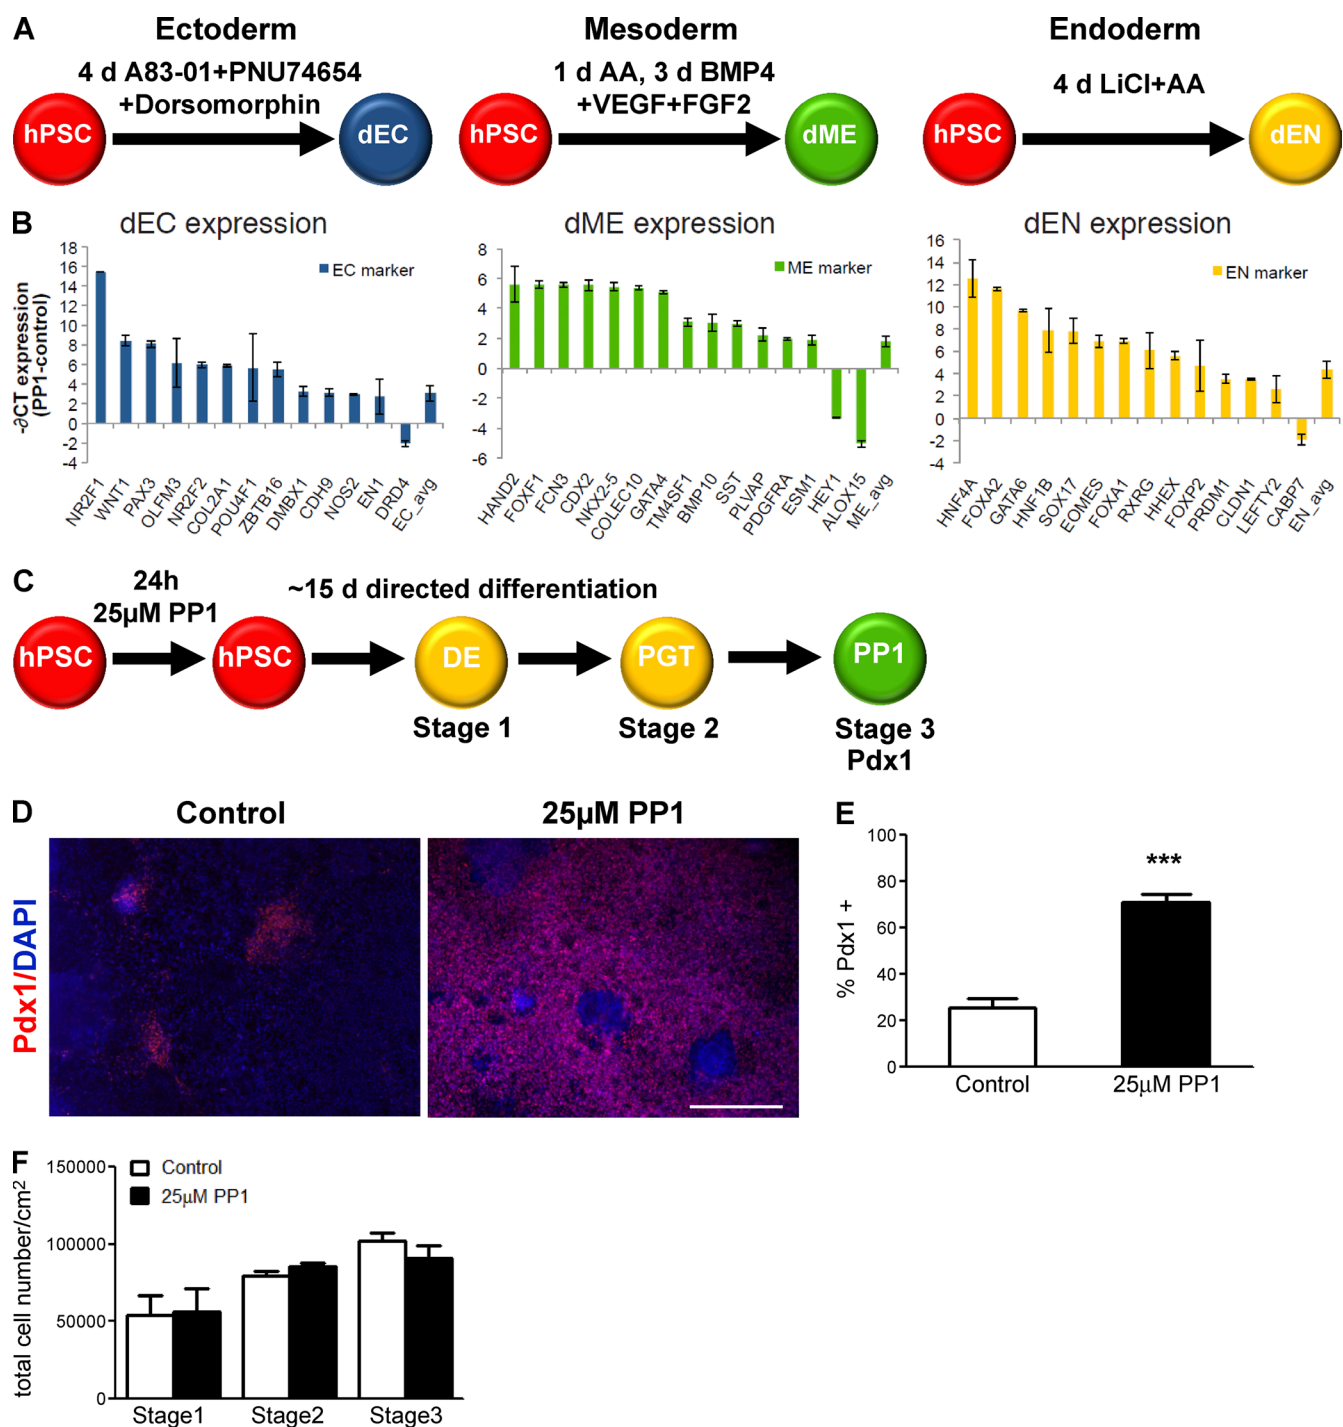 A
Ectoderm
4 d A83-01+PNU74654
+Dorsomorphin
hPSC
dEC
Mesoderm
1 d AA, 3 d BMP4
+VEGF+FGF2
hPSC
dME
Endoderm
4 d LiCl+AA
hPSC
dEN
B
dEC expression
-∂CT expression
(PP1-control)
18
16
14
12
10
8
6
4
2
0
-2
-4
EC marker
NR2F1
WNT1
PAX3
OLFM3
NR2F2
COL2A1
POU4F1
ZBTB16
DMBX1
CDH9
NOS2
EN1
DRD4
EC_avg
dME expression
8
6
4
2
0
-2
-4
-6
ME marker
HAND2
FOXF1
FCN3
CDX2
NKX2-5
COLEC10
GATA4
TM4SF1
BMP10
SST
PLVAP
PDGFRA
ESM1
HEY1
ALOX15
ME_avg
dEN expression
16
14
12
10
8
6
4
2
0
-2
-4
EN marker
HNF4A
FOXA2
GATA6
HNF1B
SOX17
EOMES
FOXA1
RXRG
HHEX
FOXP2
PRDM1
CLDN1
LEFTY2
CABP7
EN_avg
C
24h
25µM PP1
~15 d directed differentiation
hPSC
hPSC
DE
PGT
PP1
Stage 1
Stage 2
Stage 3
Pdx1
D
Control
25µM PP1
Pdx1/DAPI
E
% Pdx1 +
100
80
60
40
20
0
***
Control
25µM PP1
F
total cell number/cm²
150000
100000
50000
0
Control
25µM PP1
Stage1
Stage2
Stage3